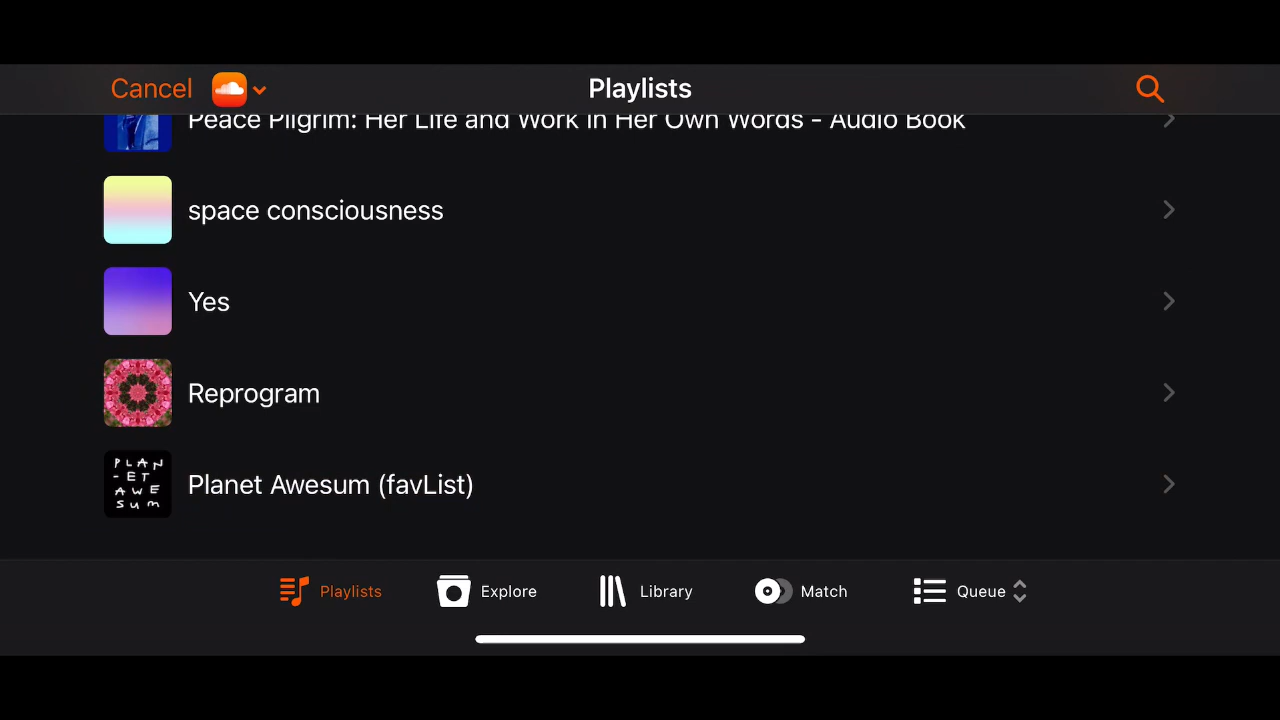 Cancel
Playlists
Peace Pilgrim: Her Life and Work in Her Own Words - Audio Book
space consciousness
Yes
Reprogram
PLAN
-ET
AWE
SUM
Planet Awesum (favList)
Playlists
Explore
Library
Match
Queue